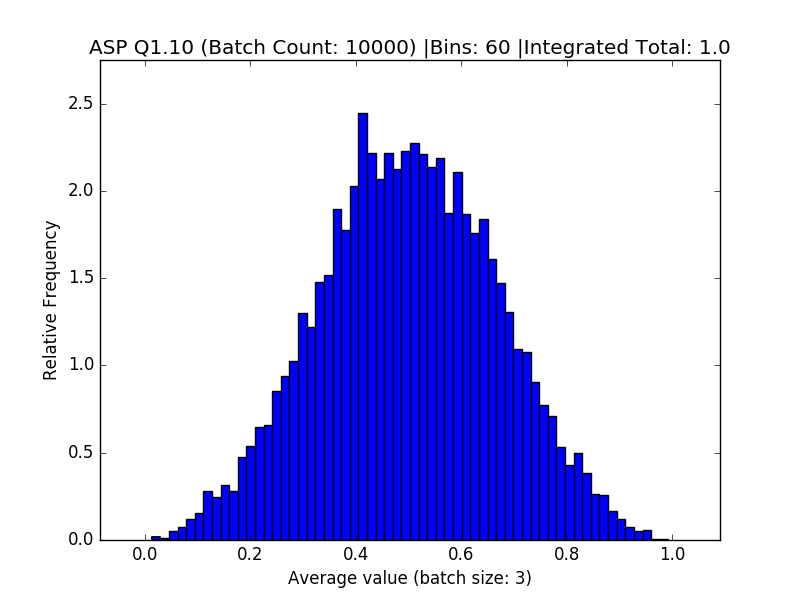 ASP Q1.10 (Batch Count: 10000) |Bins: 60 |Integrated Total: 1.0
2.5
2.0
1.5
1.0
0.5
0.0
Relative Frequency
0.0 0.2 0.4 0.6 0.8 1.0
Average value (batch size: 3)